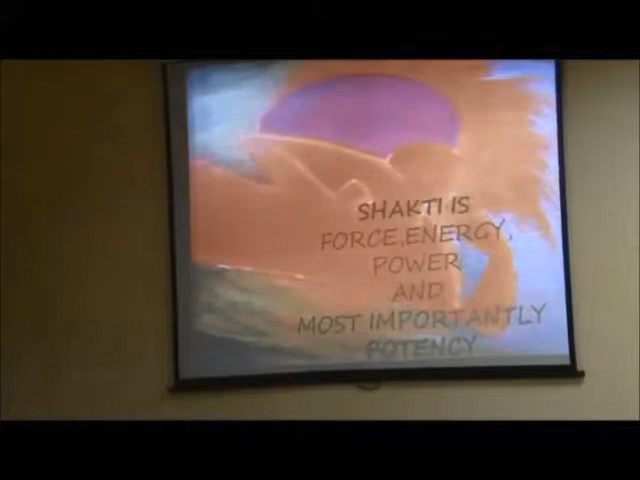 SHAKTI IS
FORCE,ENERGY,
POWER
AND
MOST IMPORTANTLY
POTENCY